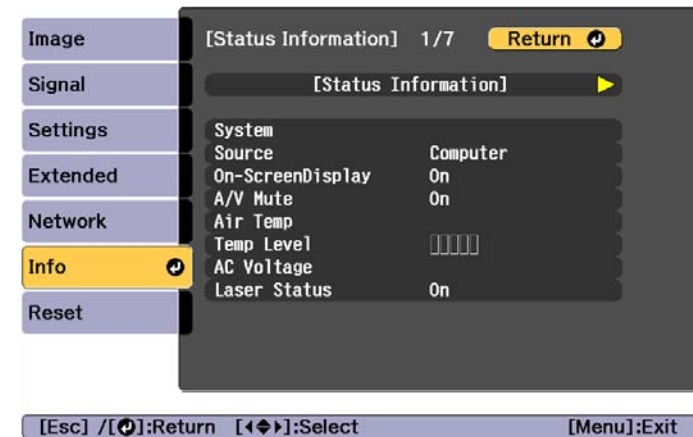 Image
Signal
Settings
Extended
Network
Info
Reset
[Status Information] 1/7 Return
[Status Information]
System
Source Computer
On-ScreenDisplay On
A/V Mute On
Air Temp
Temp Level
AC Voltage
Laser Status On
[Esc] /[ ]:Return [ ]:Select [Menu]:Exit